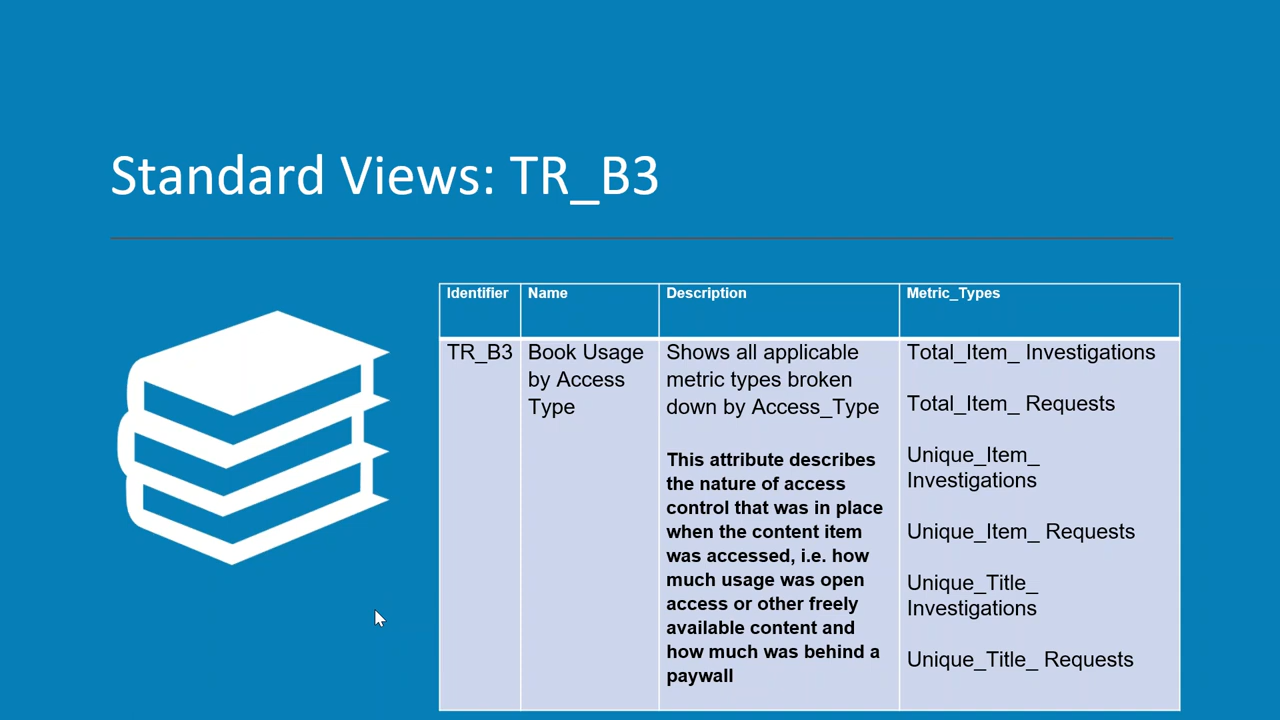 Standard Views: TR_B3
Identifier
Name
Description
Metric_Types
TR_B3
Book Usage
by Access
Type
Shows all applicable
metric types broken
down by Access_Type
This attribute describes
the nature of access
control that was in place
when the content item
was accessed, i.e. how
much usage was open
access or other freely
available content and
how much was behind a
paywall
Total_Item_ Investigations
Total_Item_ Requests
Unique_Item_
Investigations
Unique_Item_ Requests
Unique_Title_
Investigations
Unique_Title_ Requests